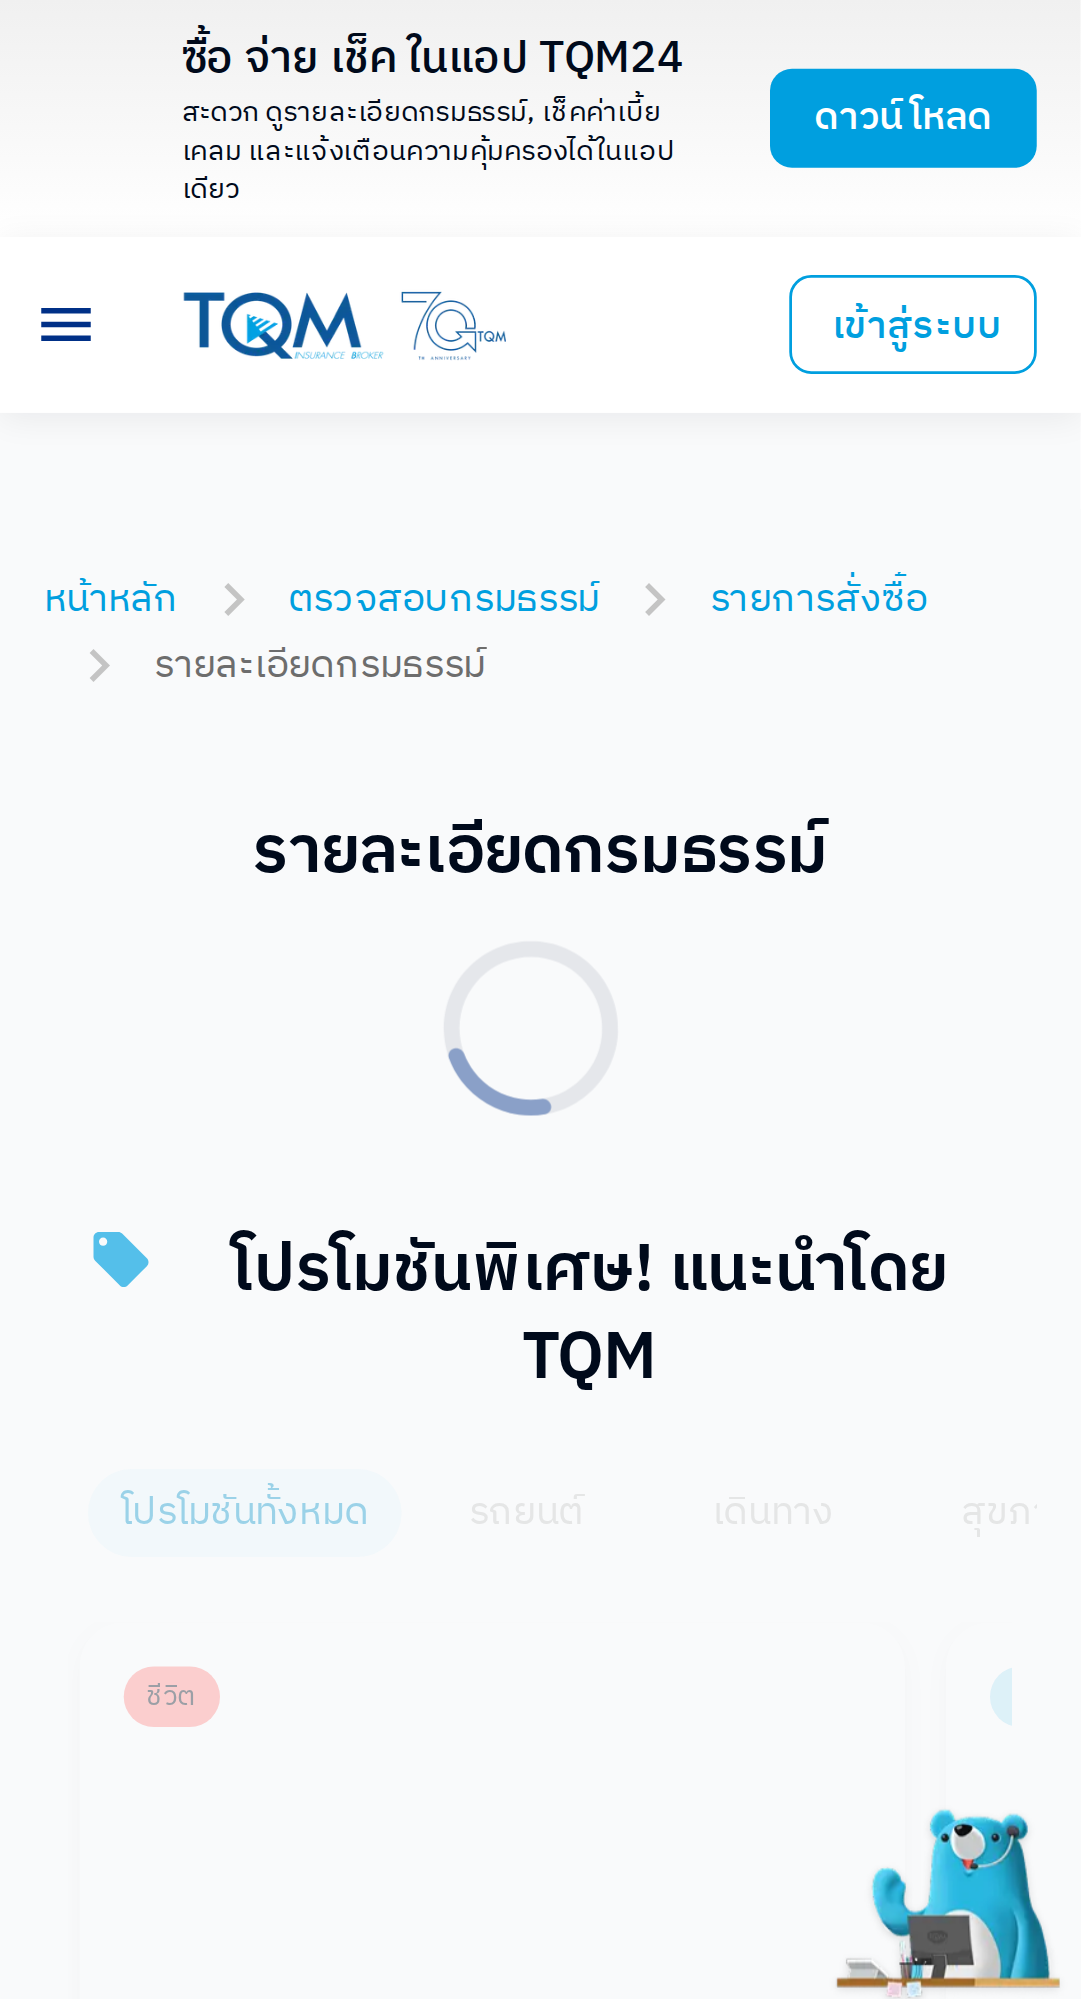 ซื้อ จ่าย เช็ค ในแอป TQM24
สะดวก ดูรายละเอียดกรมธรรม์, เช็คค่าเบี้ย
เคลม และแจ้งเตือนความคุ้มครองได้ในแอป
เดียว
ดาวน์โหลด
TQM
INSURANCE BROKER
70 TQM
TH ANNIVERSARY
เข้าสู่ระบบ
หน้าหลัก > ตรวจสอบกรมธรรม์ > รายการสั่งซื้อ
> รายละเอียดกรมธรรม์
รายละเอียดกรมธรรม์
โปรโมชันพิเศษ! แนะนำโดย
TQM
โปรโมชันทั้งหมด รถยนต์ เดินทาง
ชีวิต